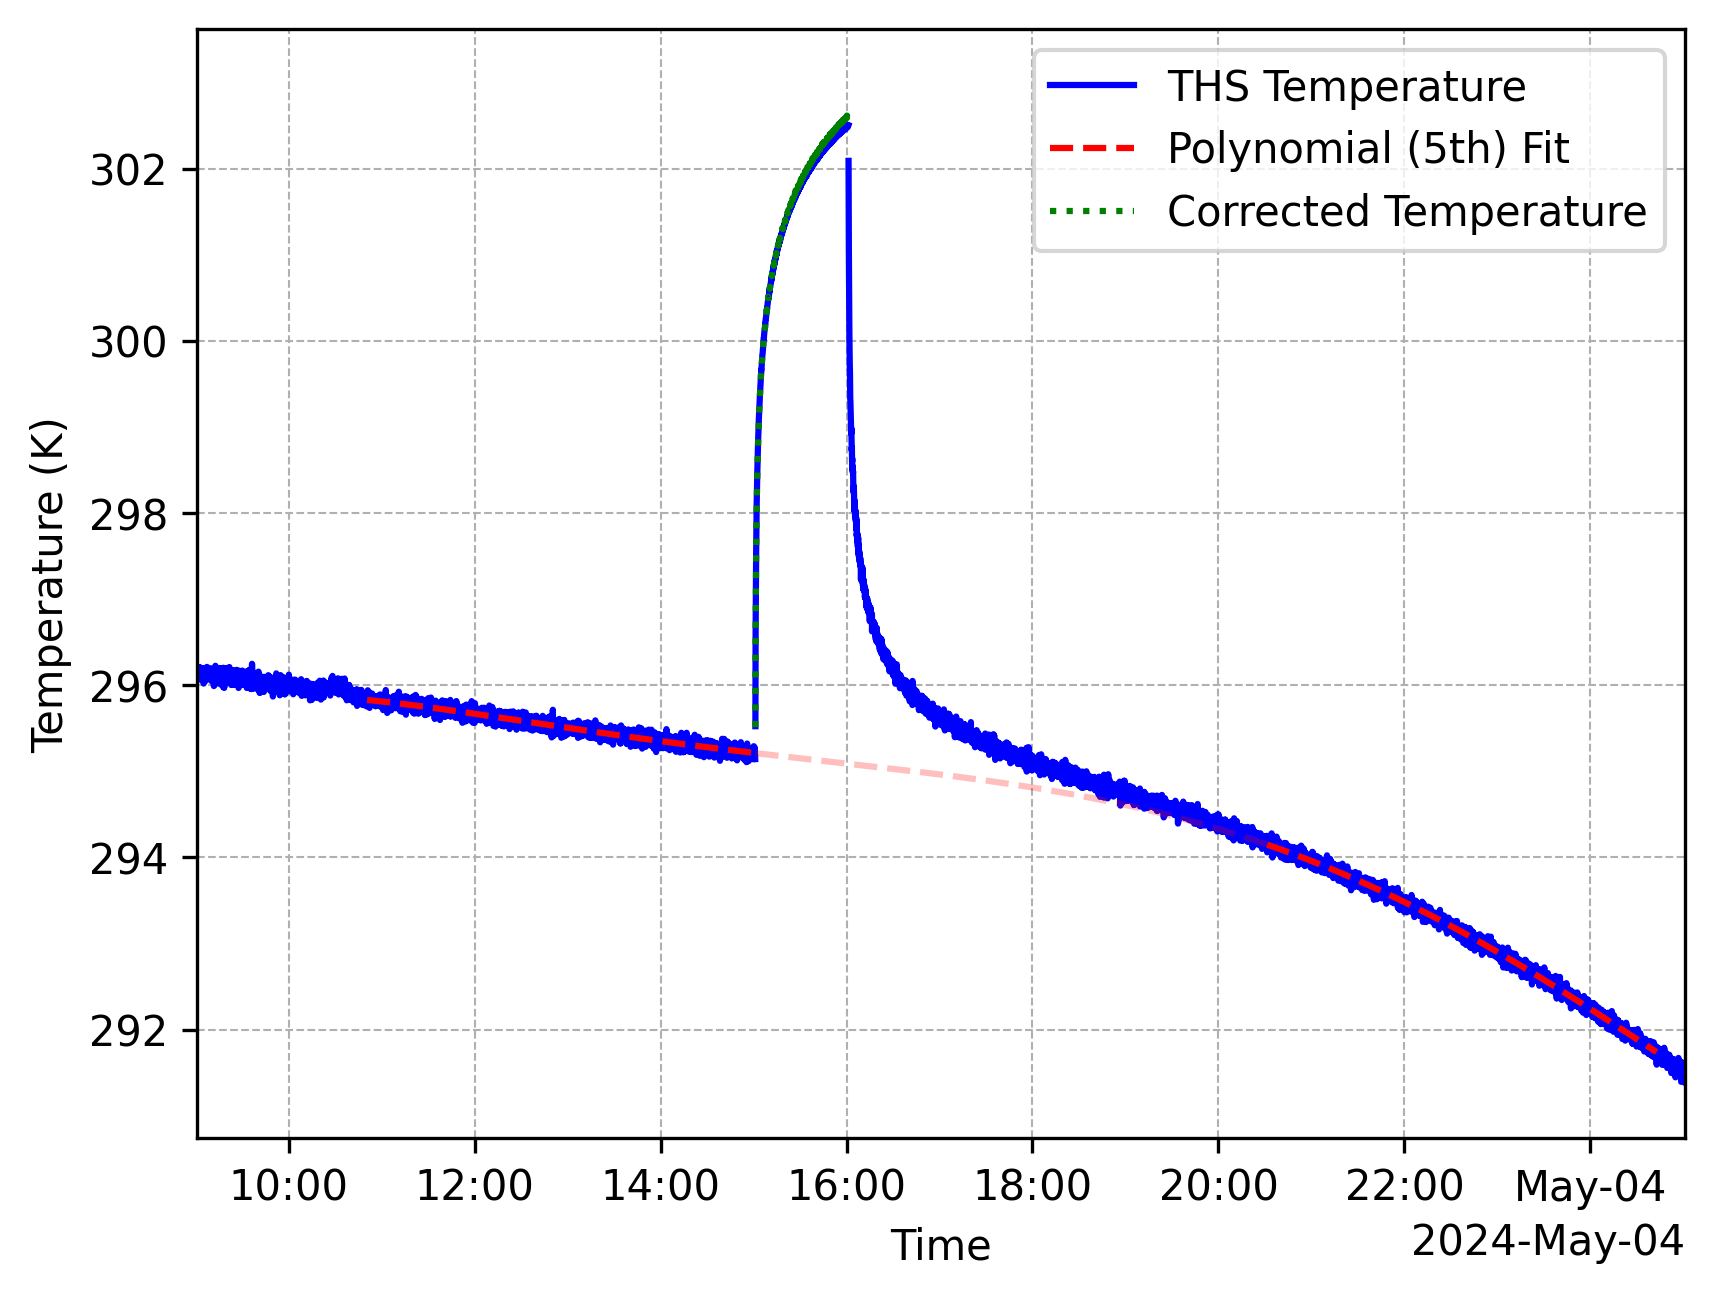 THS Temperature
Polynomial (5th) Fit
Corrected Temperature
302
300
298
296
294
292
Temperature (K)
10:00 12:00 14:00 16:00 18:00 20:00 22:00 May-04
Time
2024-May-04